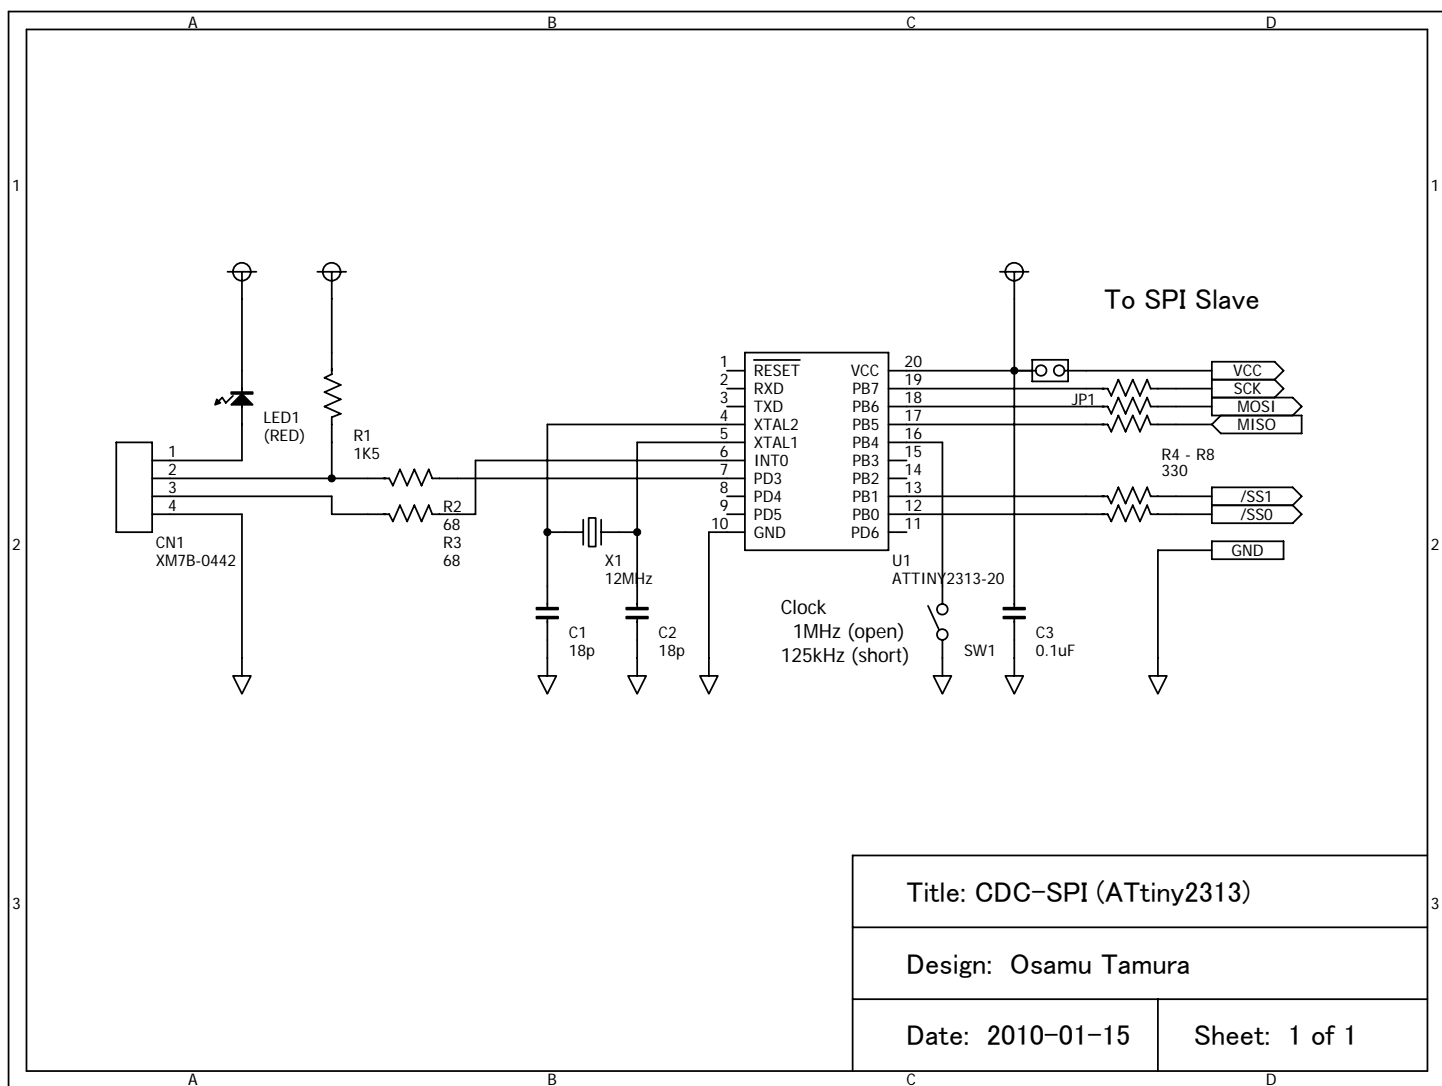 A B C D
1 1
To SPI Slave
1 RESET VCC 20
2 RXD PB7 19
3 TXD PB6 18
4 XTAL2 PB5 17
5 XTAL1 PB4 16
6 INT0 PB3 15
7 PD3 PB2 14
8 PD4 PB1 13
9 PD5 PB0 12
10 GND PD6 11
VCC
SCK
MOSI
MISO
JP1
R4 - R8
330
/SS1
/SS0
GND
LED1
(RED)
R1
1K5
1
2
3
4
CN1
XM7B-0442
R2
68
R3
68
2 2
X1
12MHz
U1
ATTINY2313-20
C1
18p
C2
18p
Clock
1MHz (open)
125kHz (short)
SW1
C3
0.1uF
3 3
Title: CDC-SPI (ATtiny2313)
Design: Osamu Tamura
Date: 2010-01-15
Sheet: 1 of 1
A B C D